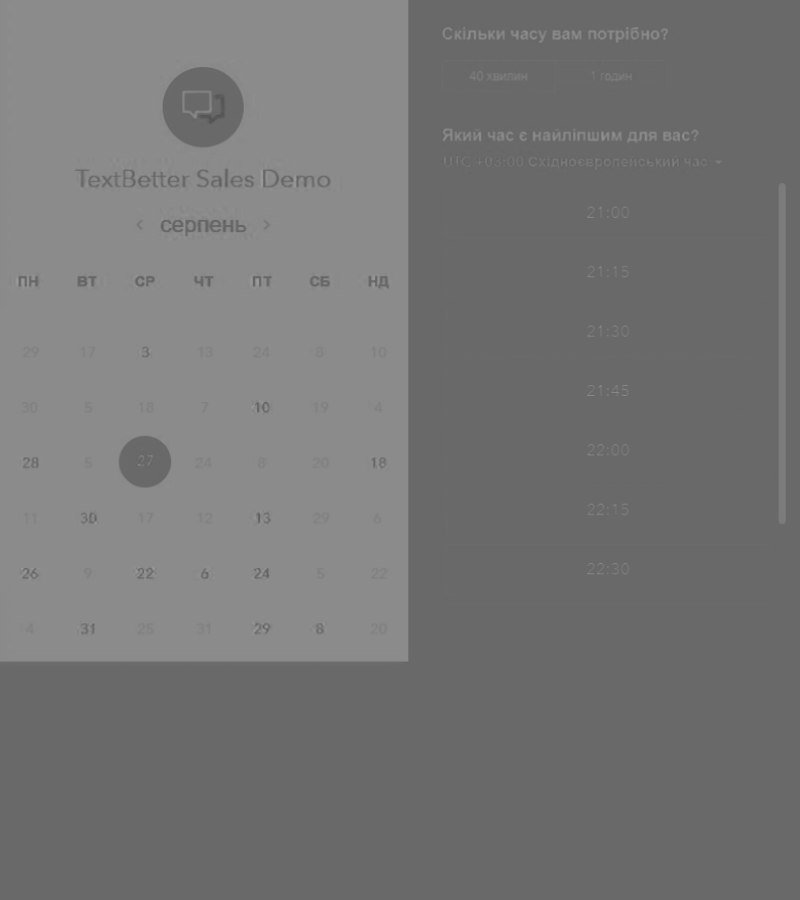 TextBetter Sales Demo
< серпень >
ПН ВТ СР ЧТ ПТ СБ НД
29 17 3 13 24 8 10
30 5 18 7 10 19 4
28 5 27 24 8 20 18
11 30 17 12 13 29 6
26 9 22 6 24 5 22
4 31 25 31 29 8 20
Скільки часу вам потрібно?
40 хвилин 1 годин
Який час є найліпшим для вас?
UTC +03:00 Східноєвропейський час
21:00
21:15
21:30
21:45
22:00
22:15
22:30